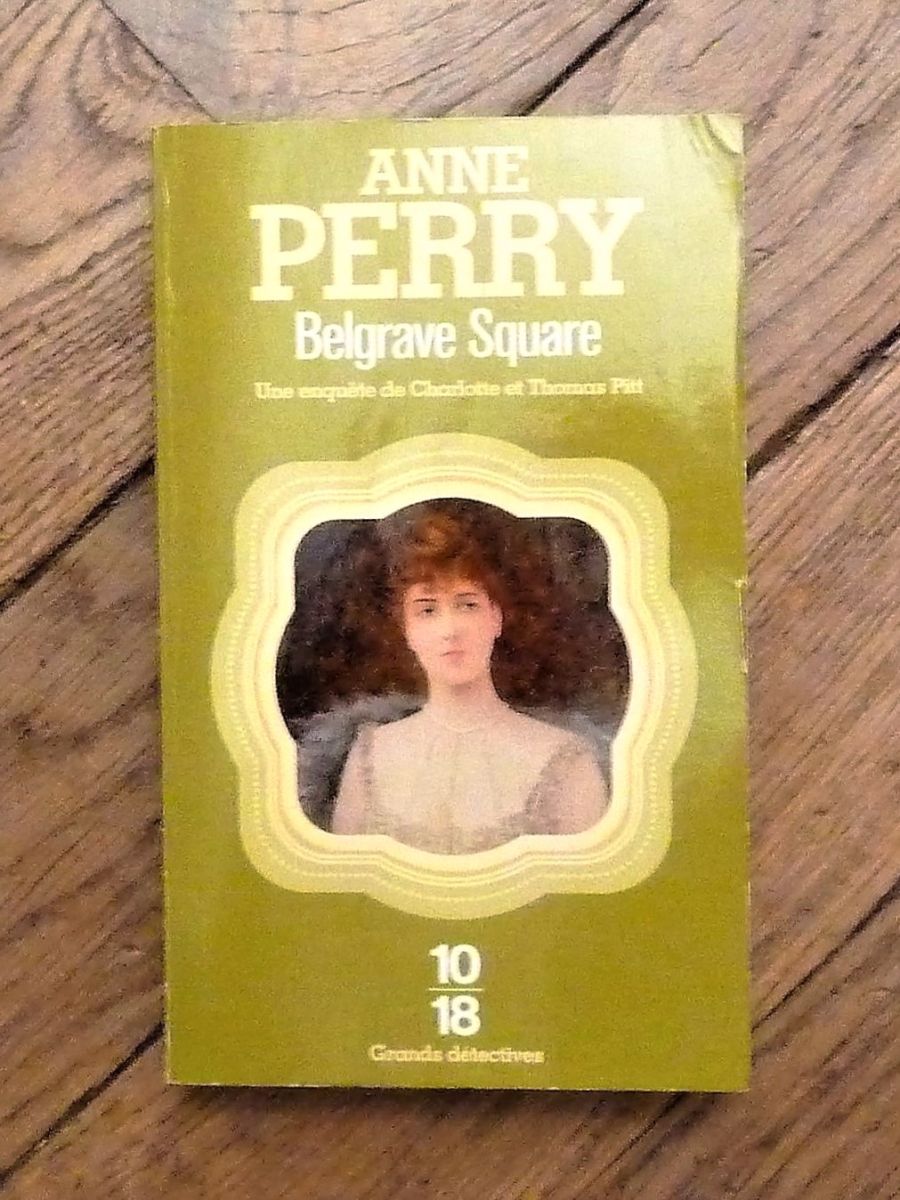 ANNE
PERRY
Belgrave Square
Une enquête de Charlotte et Thomas Pitt
10
18
Grands détectives